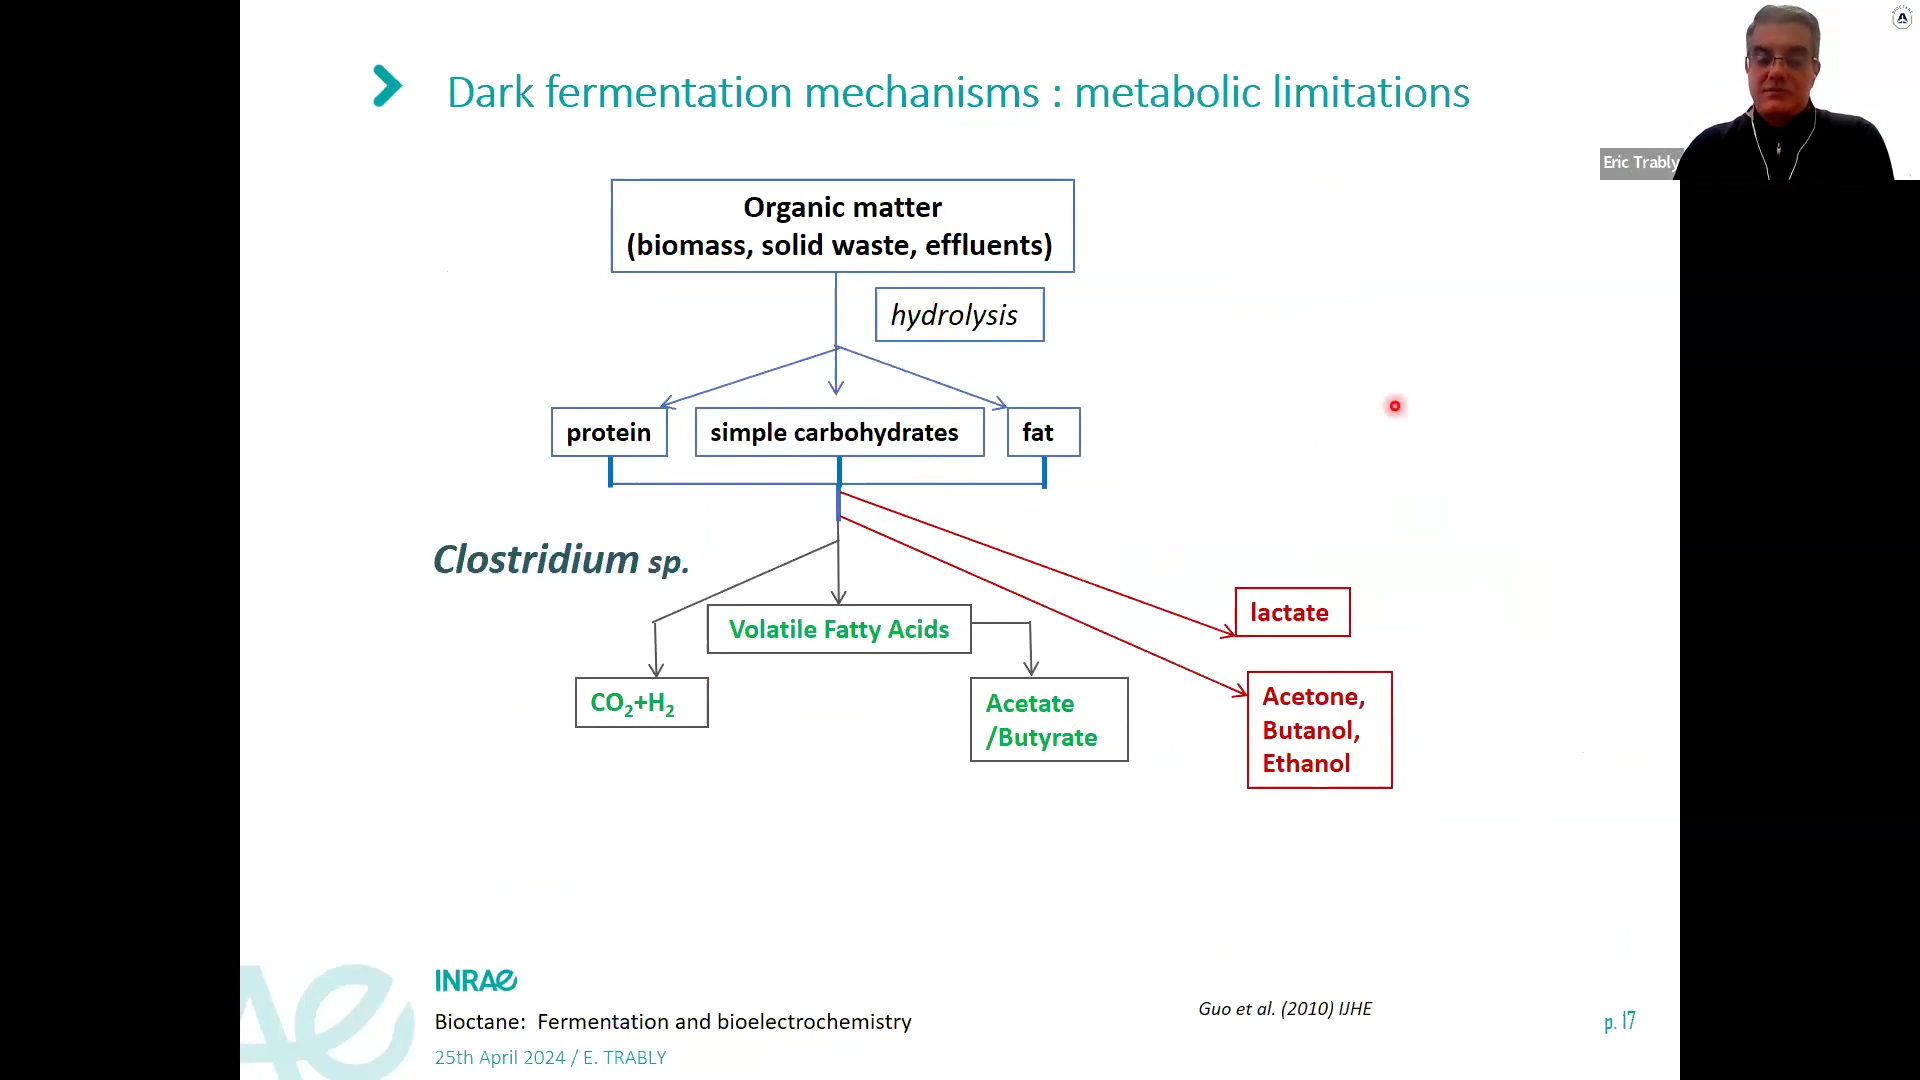 Dark fermentation mechanisms : metabolic limitations
Eric Trably
Organic matter
(biomass, solid waste, effluents)
hydrolysis
protein
simple carbohydrates
fat
Clostridium sp.
Volatile Fatty Acids
lactate
CO₂+H₂
Acetate
/Butyrate
Acetone,
Butanol,
Ethanol
INRAE
Bioctane: Fermentation and bioelectrochemistry
25th April 2024 / E. TRABLY
Guo et al. (2010) IJHE
p. 17